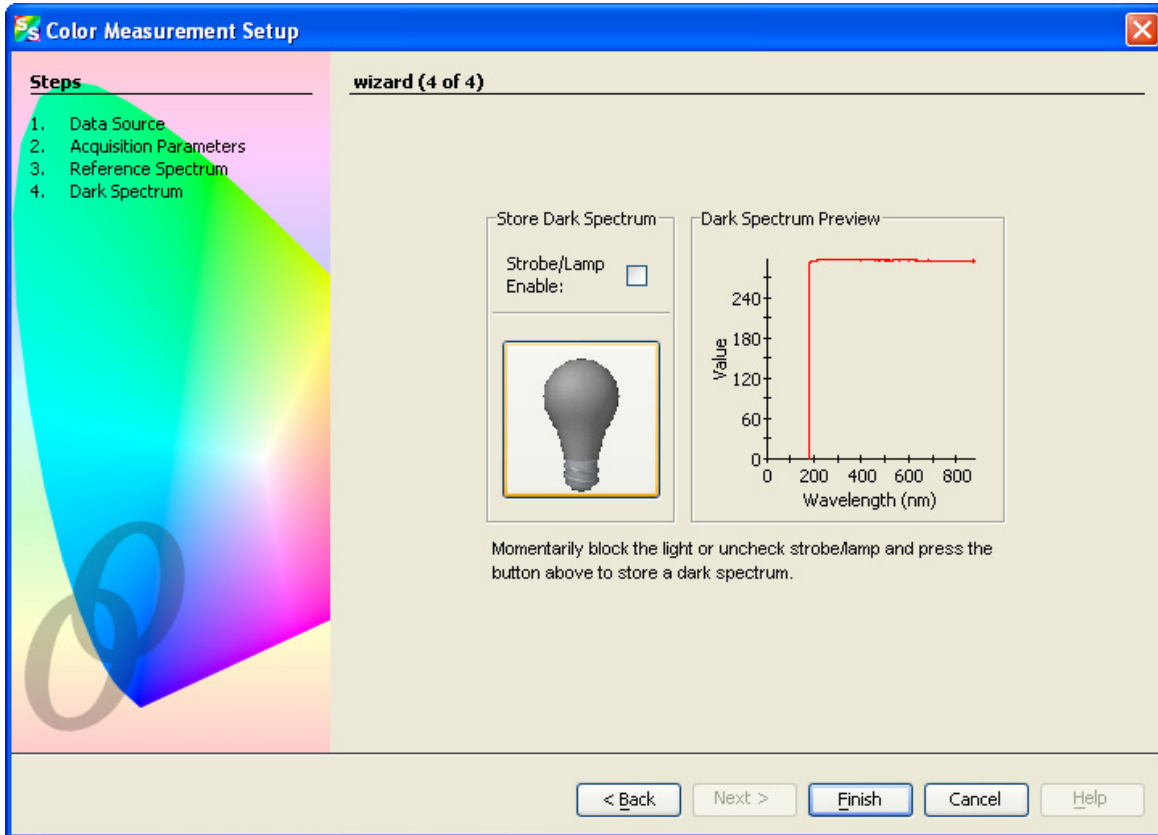 SS Color Measurement Setup
Steps
1. Data Source
2. Acquisition Parameters
3. Reference Spectrum
4. Dark Spectrum
wizard (4 of 4)
Store Dark Spectrum
Strobe/Lamp
Enable:
Dark Spectrum Preview
Value
240
180
120
60
0
0 200 400 600 800
Wavelength (nm)
Momentarily block the light or uncheck strobe/lamp and press the
button above to store a dark spectrum.
OO
< Back Next > Finish Cancel Help